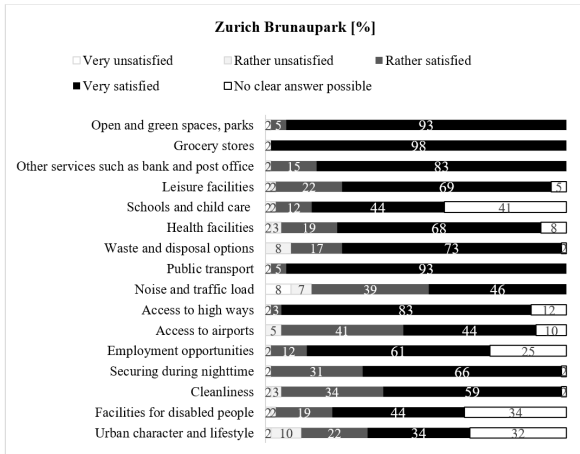 Zurich Brunaupark [%]
Very unsatisfied Rather unsatisfied Rather satisfied
Very satisfied No clear answer possible
Open and green spaces, parks 2 5 93
Grocery stores 2 98
Other services such as bank and post office 2 15 83
Leisure facilities 2 2 22 69 5
Schools and child care 2 2 12 44 41
Health facilities 2 3 19 68 8
Waste and disposal options 8 17 73 2
Public transport 2 5 93
Noise and traffic load 8 7 39 46
Access to high ways 2 3 83 12
Access to airports 5 41 44 10
Employment opportunities 2 12 61 25
Securing during nighttime 2 31 66 2
Cleanliness 2 3 34 59 2
Facilities for disabled people 2 2 19 44 34
Urban character and lifestyle 2 10 22 34 32